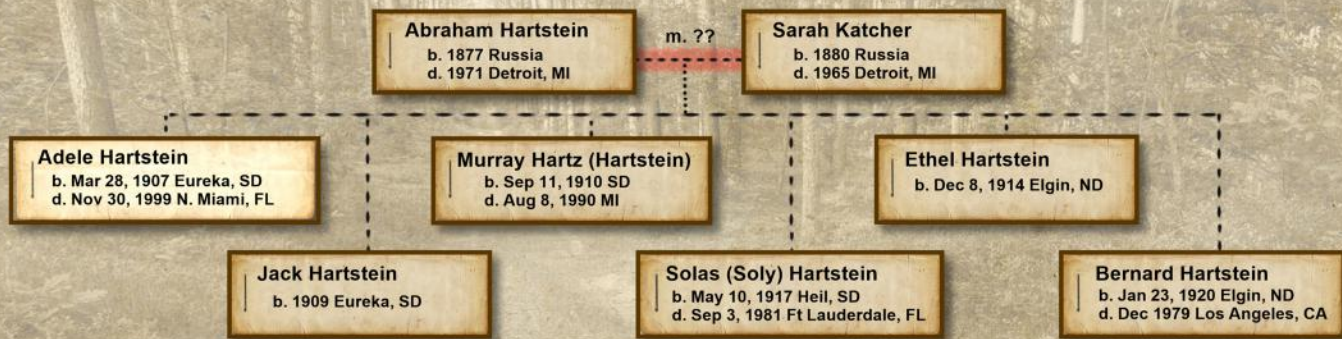 Abraham Hartstein
b. 1877 Russia
d. 1971 Detroit, MI
m. ??
Sarah Katcher
b. 1880 Russia
d. 1965 Detroit, MI
Adele Hartstein
b. Mar 28, 1907 Eureka, SD
d. Nov 30, 1999 N. Miami, FL
Murray Hartz (Hartstein)
b. Sep 11, 1910 SD
d. Aug 8, 1990 MI
Ethel Hartstein
b. Dec 8, 1914 Elgin, ND
Jack Hartstein
b. 1909 Eureka, SD
Solas (Soly) Hartstein
b. May 10, 1917 Heil, SD
d. Sep 3, 1981 Ft Lauderdale, FL
Bernard Hartstein
b. Jan 23, 1920 Elgin, ND
d. Dec 1979 Los Angeles, CA